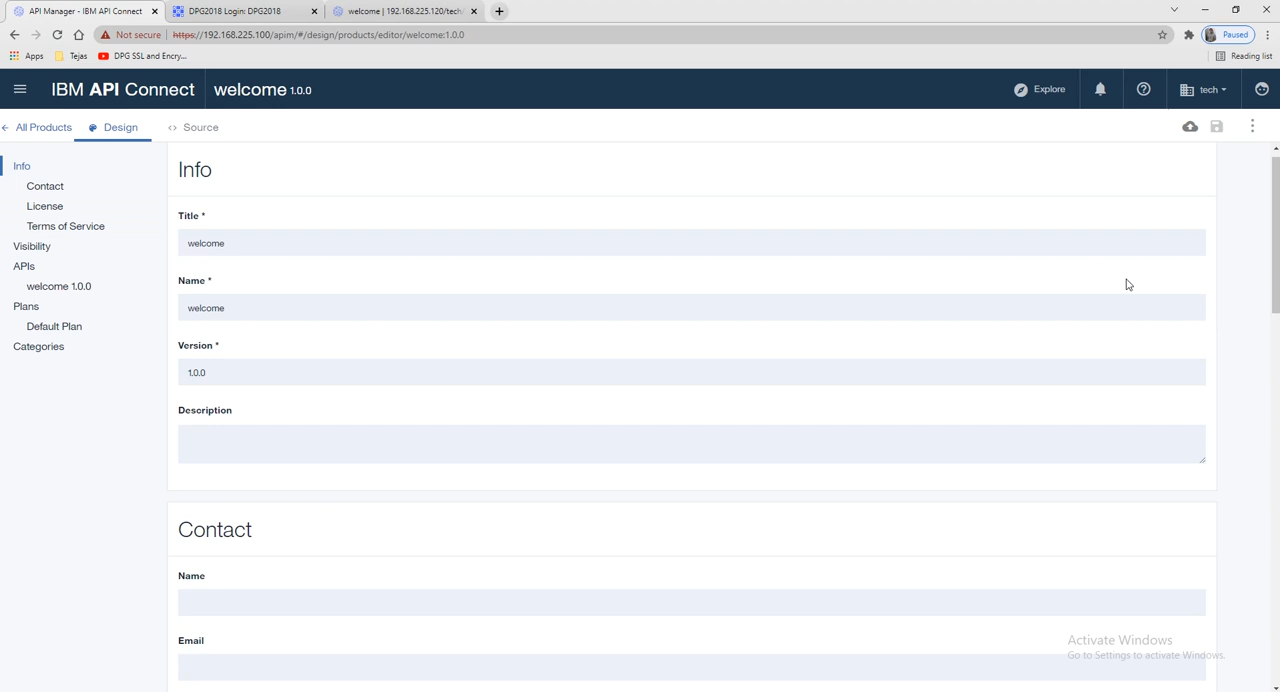 API Manager - IBM API Connect
DPG2018 Login: DPG2018
welcome | 192.168.225.120/tech/
Not secure
https://192.168.225.100/apim/#/design/products/editor/welcome:1.0.0
Paused
Apps
Tejas
DPG SSL and Encry...
Reading list
IBM API Connect
welcome 1.0.0
Explore
tech
All Products
Design
<> Source
Info
Contact
License
Terms of Service
Visibility
APIs
welcome 1.0.0
Plans
Default Plan
Categories
Info
Title *
welcome
Name *
welcome
Version *
1.0.0
Description
Contact
Name
Email
Activate Windows
Go to Settings to activate Windows.